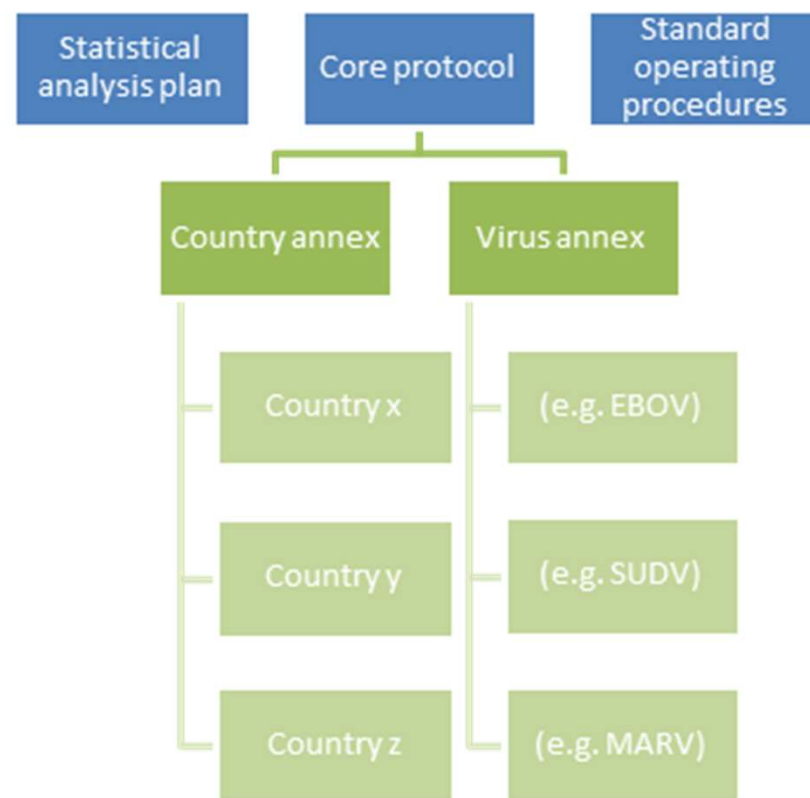 Statistical
analysis plan
Core protocol
Standard
operating
procedures
Country annex
Virus annex
Country x
(e.g. EBOV)
Country y
(e.g. SUDV)
Country z
(e.g. MARV)